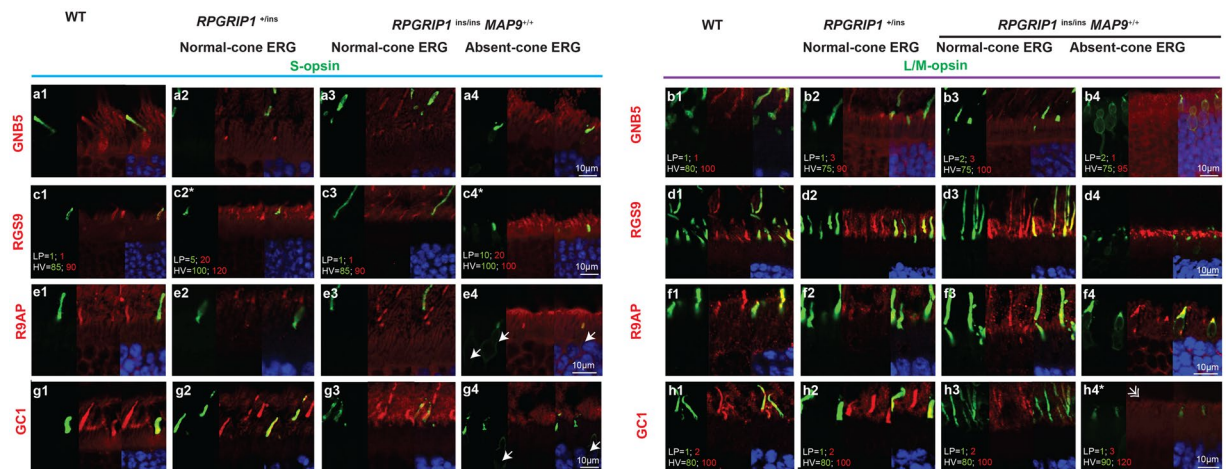 WT
RPGRIP1 +/ins
RPGRIP1 ins/ins MAP9+/+
Normal-cone ERG
Normal-cone ERG
Absent-cone ERG
S-opsin
GNB5
a1
a2
a3
a4
10µm
RGS9
c1
LP=1; 1
HV=85; 90
c2*
LP=5; 20
HV=100; 120
c3
LP=1; 1
HV=85; 90
c4*
LP=10; 20
HV=100; 100
10µm
R9AP
e1
e2
e3
e4
10µm
GC1
g1
g2
g3
g4
10µm
WT
RPGRIP1 +/ins
RPGRIP1 ins/ins MAP9+/+
Normal-cone ERG
Normal-cone ERG
Absent-cone ERG
L/M-opsin
GNB5
b1
LP=1; 1
HV=80; 100
b2
LP=1; 3
HV=75; 90
b3
LP=2; 3
HV=75; 100
b4
LP=2; 1
HV=75; 95
10µm
RGS9
d1
d2
d3
d4
10µm
R9AP
f1
f2
f3
f4
10µm
GC1
h1
LP=1; 2
HV=80; 100
h2
LP=1; 2
HV=80; 100
h3
LP=1; 2
HV=80; 100
h4*
LP=1; 3
HV=90; 120
10µm